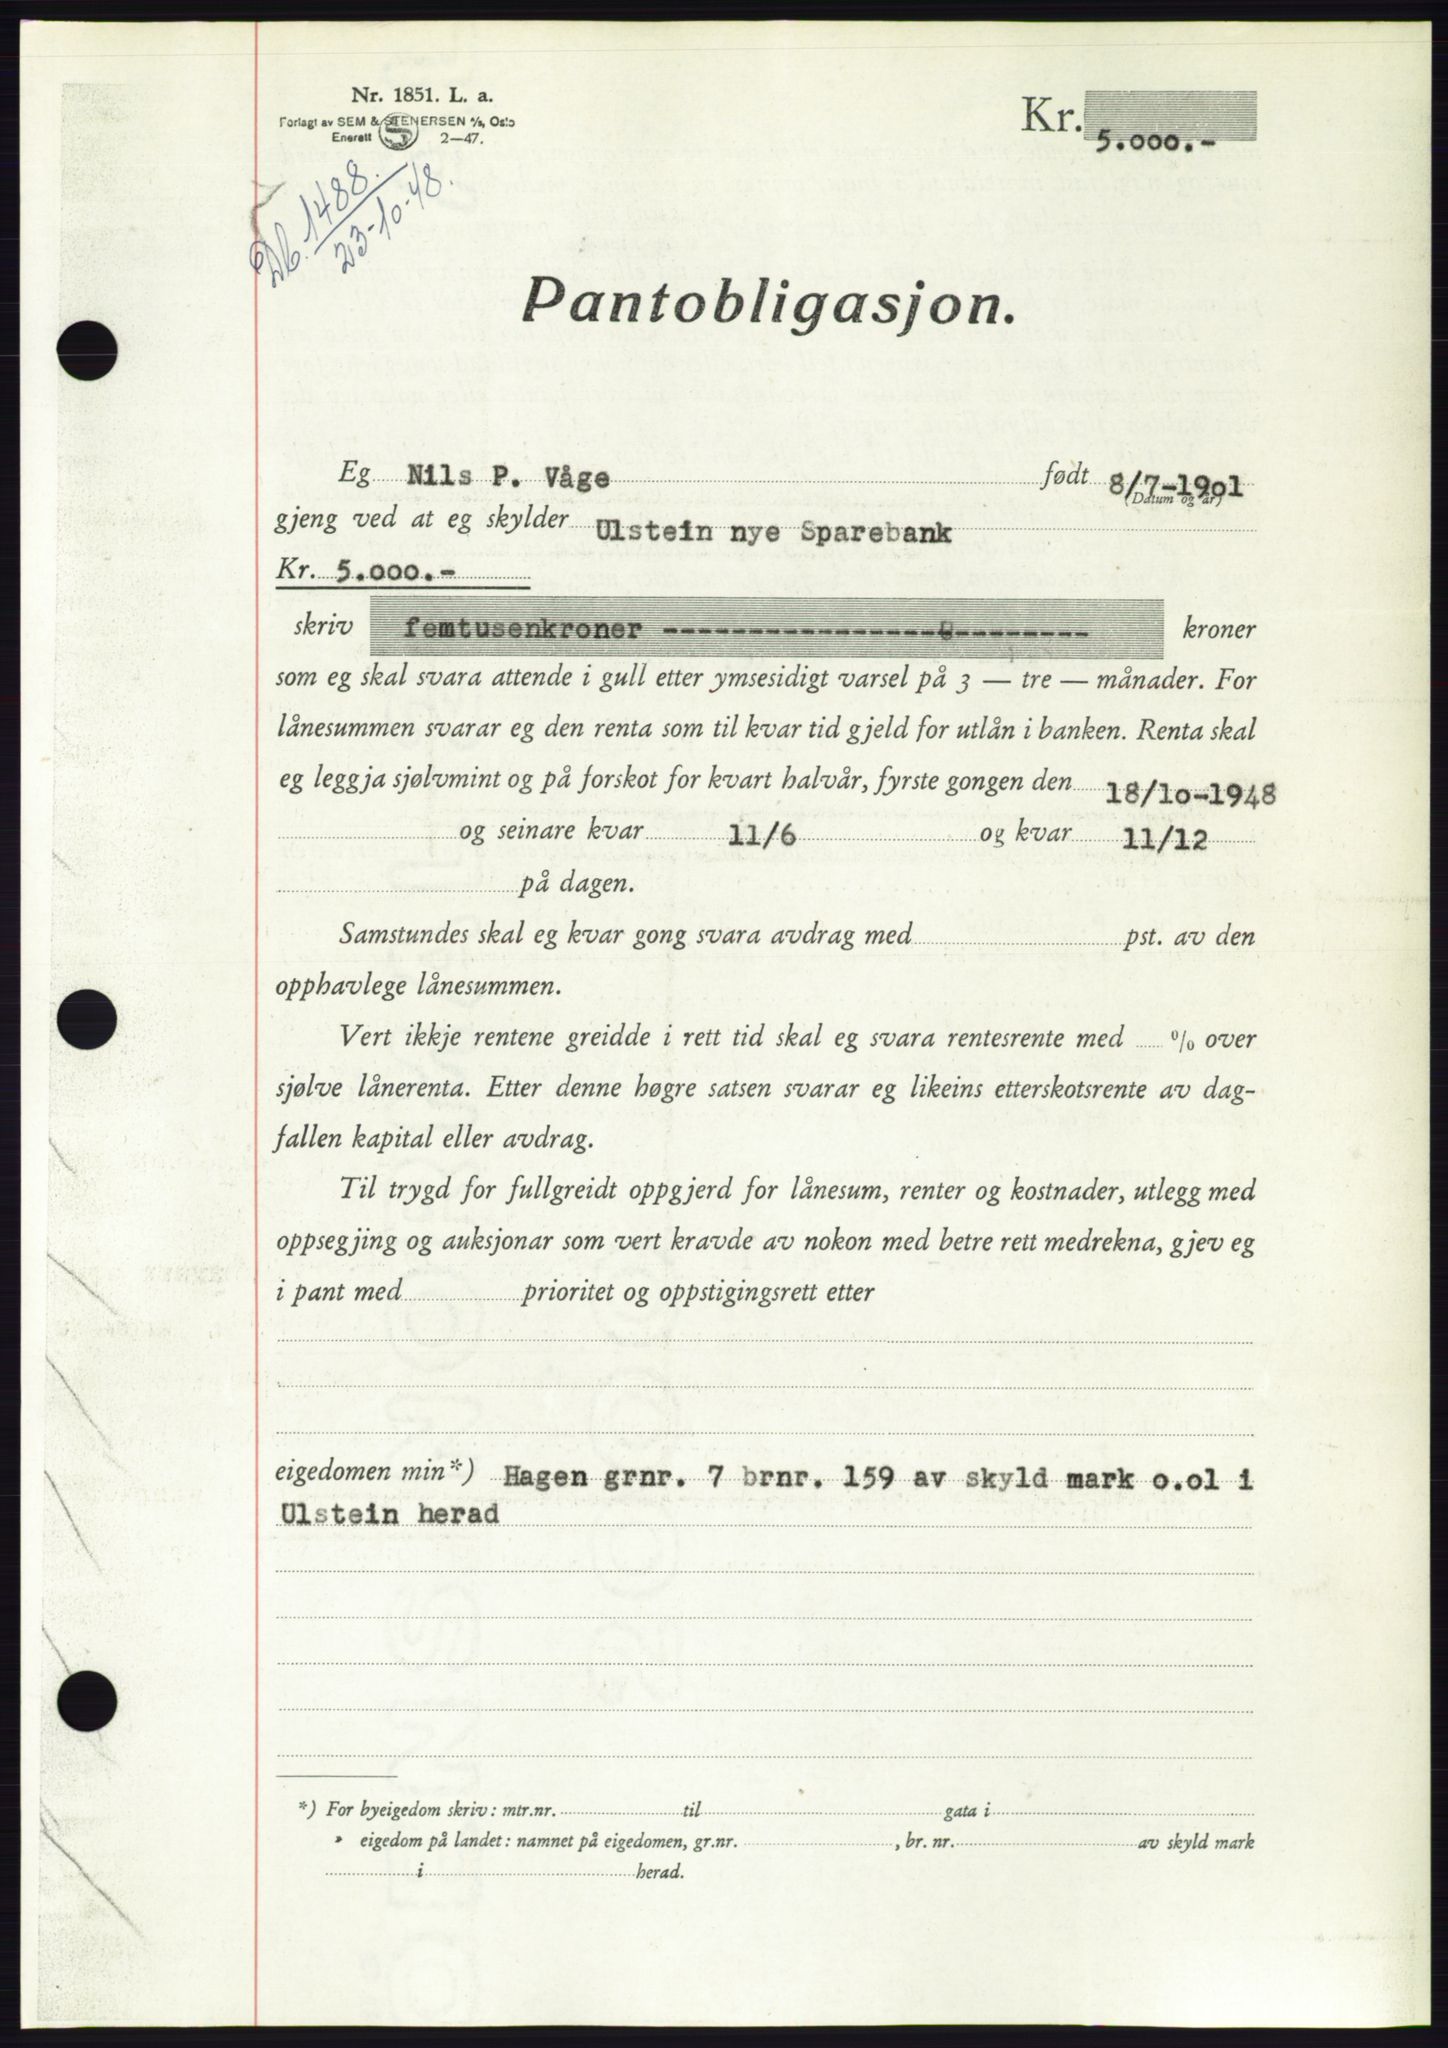 Nr. 1851. L. a.
Forlagt av SEM & STENERSEN A/S, Oslo
Enerett 2—47.
Kr. 5.000.-
Db. 1488.
23-10-48.
Pantobligasjon.
Eg Nils P. Våge født 8/7-19o1
(Datum og år)
gjeng ved at eg skylder Ulstein nye Sparebank
Kr. 5.000.-
skriv femtusenkroner ------------------------- kroner
som eg skal svara attende i gull etter ymsesidigt varsel på 3 — tre — månader. For
lånesummen svarar eg den renta som til kvar tid gjeld for utlån i banken. Renta skal
eg leggja sjølvmint og på forskot for kvart halvår, fyrste gongen den 18/1o-1948
og seinare kvar 11/6 og kvar 11/12
på dagen.
Samstundes skal eg kvar gong svara avdrag med pst. av den
opphavlege lånesummen.
Vert ikkje rentene greidde i rett tid skal eg svara rentesrente med % over
sjølve lånerenta. Etter denne høgre satsen svarar eg likeins etterskotsrente av dag-
fallen kapital eller avdrag.
Til trygd for fullgreidt oppgjerd for lånesum, renter og kostnader, utlegg med
oppsegjing og auksjonar som vert kravde av nokon med betre rett medrekna, gjev eg
i pant med prioritet og oppstigingsrett etter
eigedomen min*) Hagen grnr. 7 brnr. 159 av skyld mark o.o1 i
Ulstein herad
*) For byeigedom skriv: mtr.nr. til gata i
» eigedom på landet: namnet på eigedomen, gr.nr. , br. nr. av skyld mark
i herad.